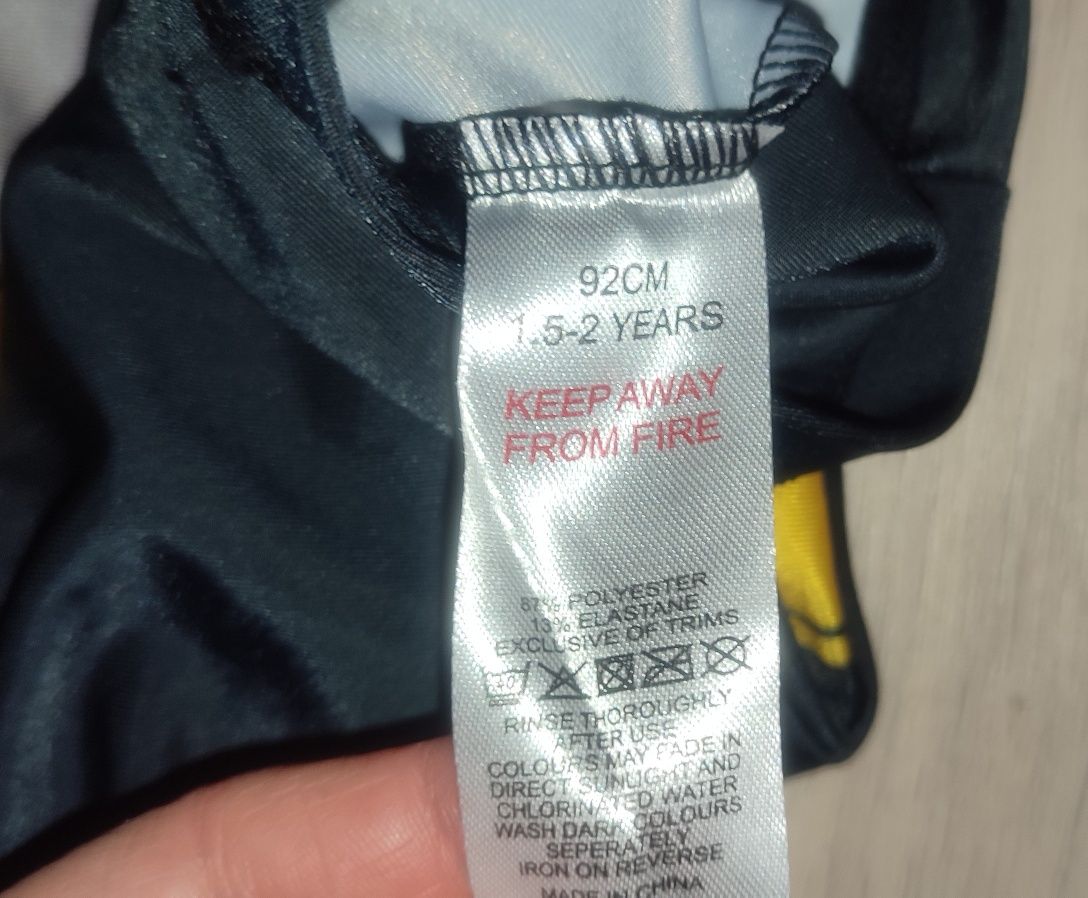 92CM
1.5-2 YEARS
KEEP AWAY
FROM FIRE
87% POLYESTER
13% ELASTANE
EXCLUSIVE OF TRIMS
RINSE THOROUGHLY
AFTER USE
COLOURS MAY FADE IN
DIRECT SUNLIGHT AND
CHLORINATED WATER
WASH DARK COLOURS
SEPERATELY
IRON ON REVERSE
MADE IN CHINA